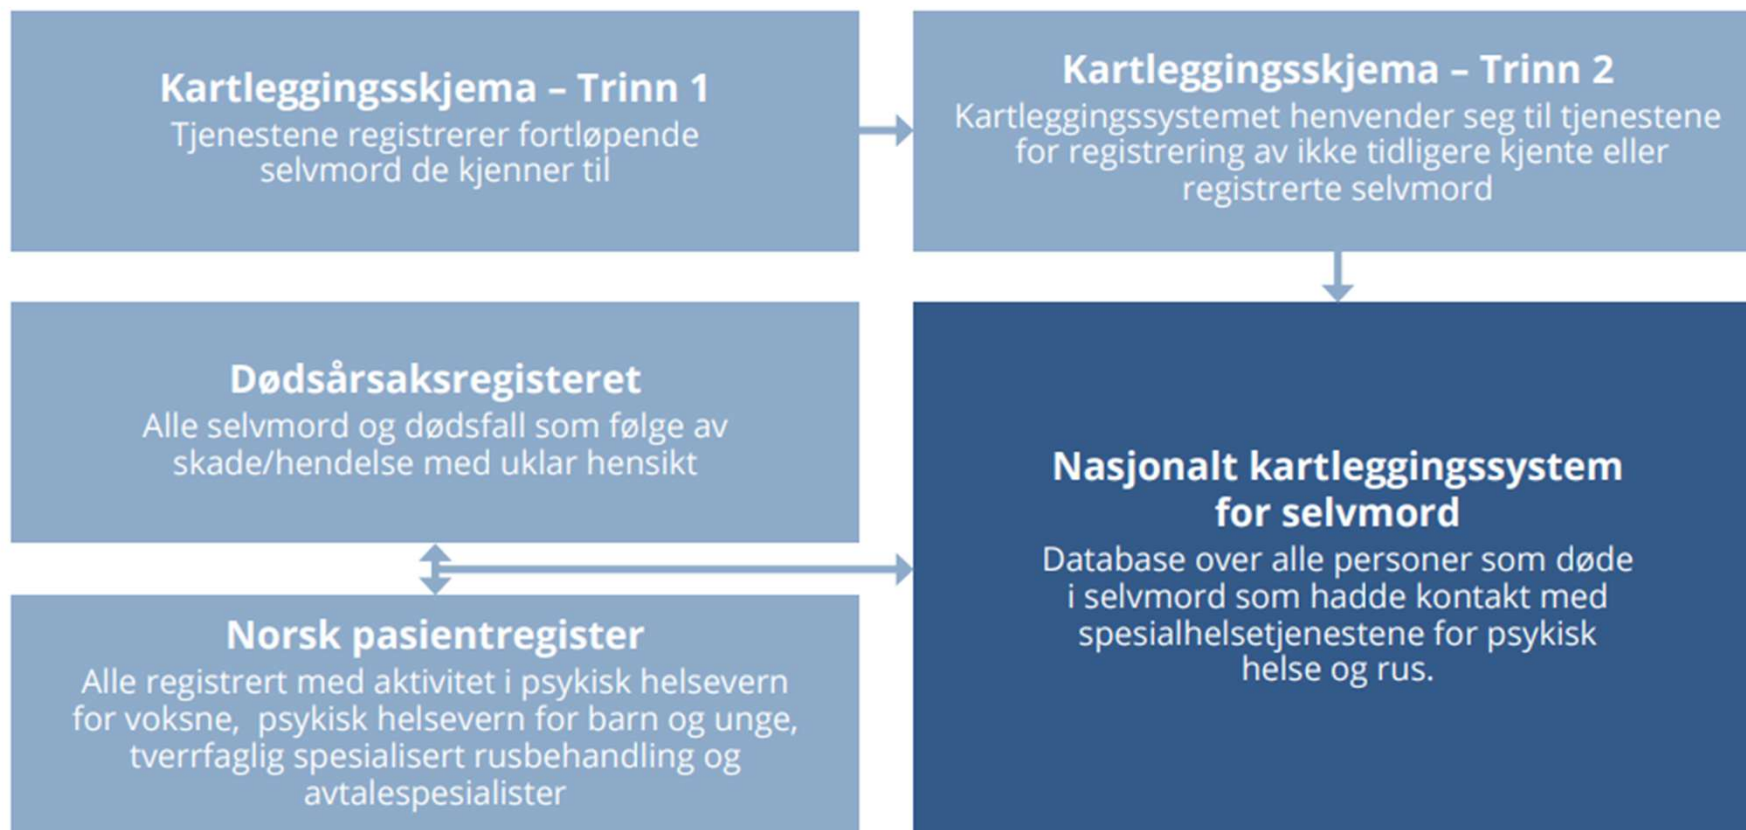 Kartleggingsskjema – Trinn 1
Tjenestene registrerer fortløpende
selvmord de kjenner til
Kartleggingsskjema – Trinn 2
Kartleggingssystemet henvender seg til tjenestene
for registrering av ikke tidligere kjente eller
registrerte selvmord
Dødsårsaksregisteret
Alle selvmord og dødsfall som følge av
skade/hendelse med uklar hensikt
Norsk pasientregister
Alle registrert med aktivitet i psykisk helsevern
for voksne, psykisk helsevern for barn og unge,
tverrfaglig spesialisert rusbehandling og
avtalespesialister
Nasjonalt kartleggingssystem
for selvmord
Database over alle personer som døde
i selvmord som hadde kontakt med
spesialhelsetjenestene for psykisk
helse og rus.